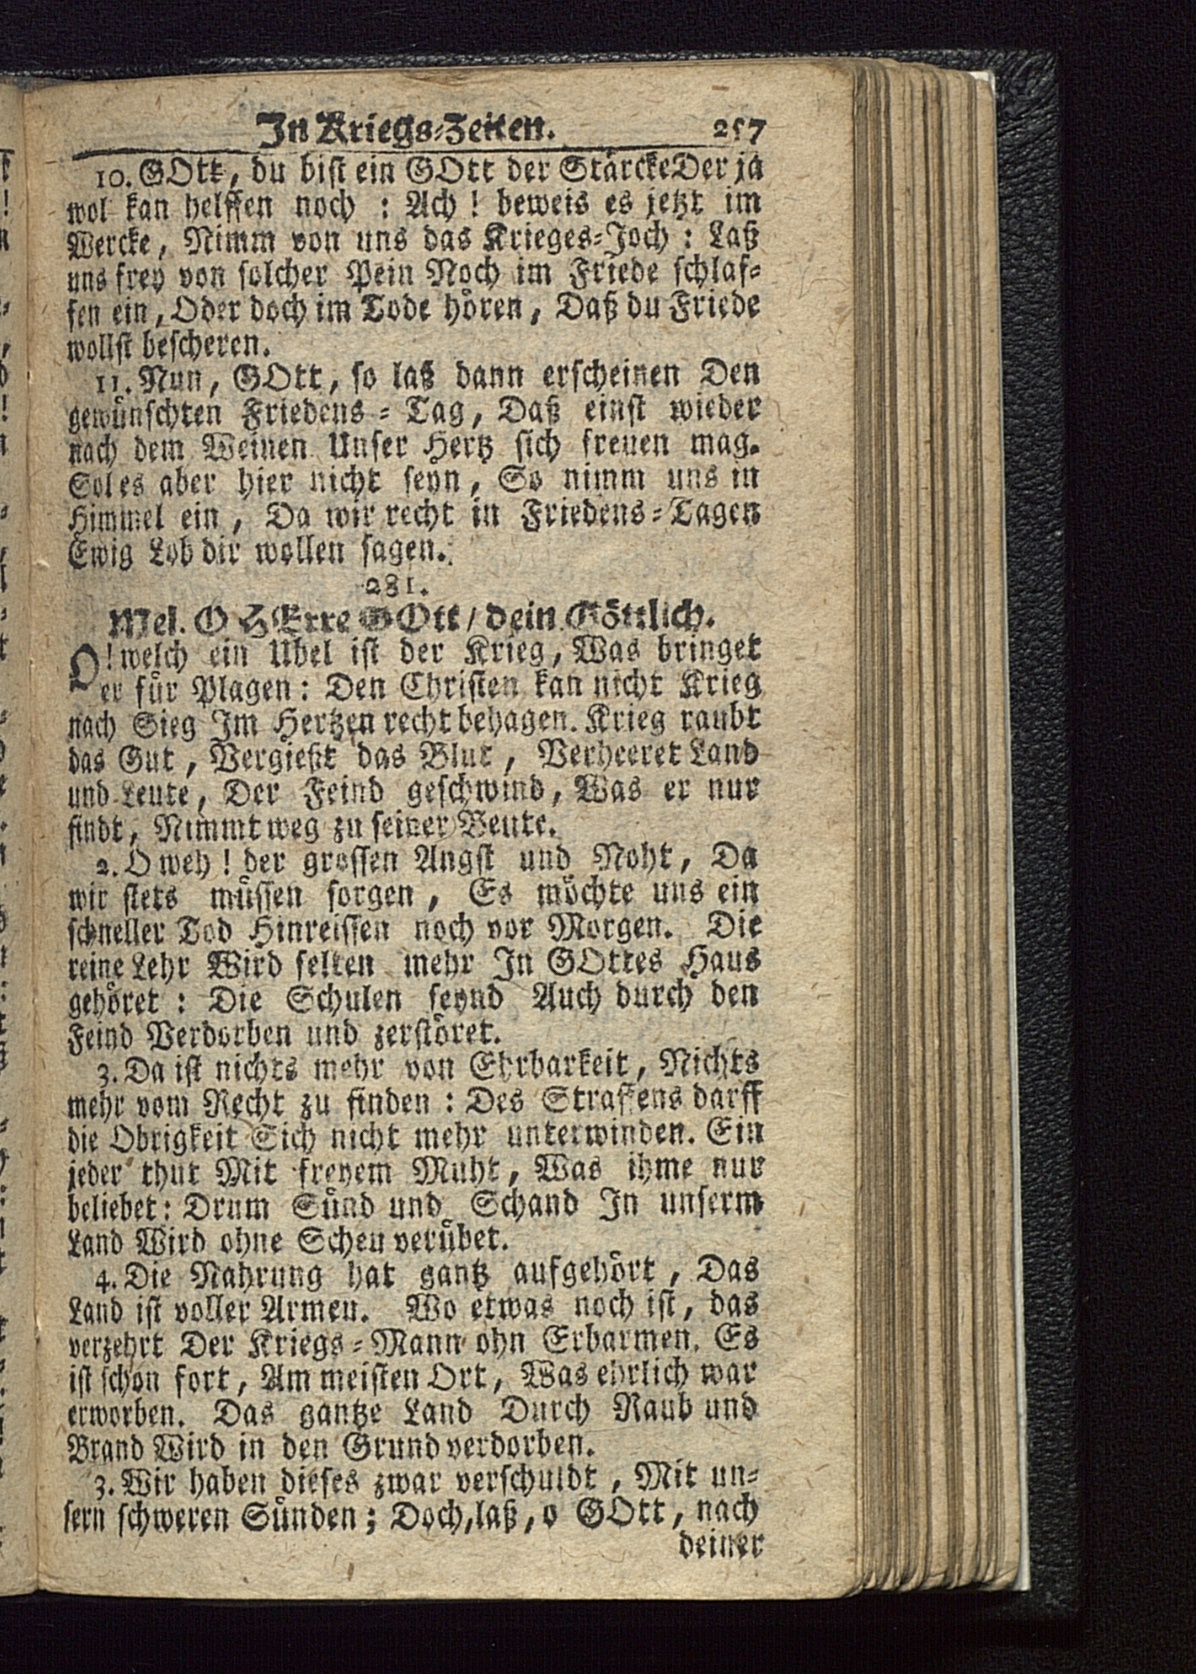 In Kriegs-Zeiten. 257
10. GOtt, du bist ein GOtt der Stärcke Der ja
wol kan helffen noch : Ach ! beweis es jetzt im
Wercke, Nimm von uns das Krieges-Joch : Laß
uns frey von solcher Pein Noch im Friede schlaf-
fen ein, Oder doch im Tode hören, Daß du Friede
wollst bescheren.
11. Nun, GOtt, so laß dann erscheinen Den
gewünschten Friedens-Tag, Daß einst wieder
nach dem Weinen Unser Hertz sich freuen mag.
Sol es aber hier nicht seyn, So nimm uns in
Himmel ein, Da wir recht in Friedens-Tagen
Ewig Lob dir wollen sagen.
281.
Mel. O HErre GOtt / dein Göttlich.
O! welch ein Ubel ist der Krieg, Was bringet
er für Plagen : Den Christen kan nicht Krieg
nach Sieg Im Hertzen recht behagen. Krieg raubt
das Gut, Vergießt das Blut, Verheeret Land
und Leute, Der Feind geschwind, Was er nur
findt, Nimmt weg zu seiner Beute.
2. O weh ! der grossen Angst und Noht, Da
wir stets müssen sorgen, Es möchte uns ein
schneller Tod Hinreissen noch vor Morgen. Die
reine Lehr Wird selten mehr In GOttes Haus
gehöret : Die Schulen seynd Auch durch den
Feind Verdorben und zerstöret.
3. Da ist nichts mehr von Ehrbarkeit, Nichts
mehr vom Recht zu finden : Des Straffens darff
die Obrigkeit Sich nicht mehr unterwinden. Ein
jeder thut Mit freyem Muht, Was ihme nur
beliebet : Drum Sünd und Schand In unserm
Land Wird ohne Scheu verübet.
4. Die Nahrung hat gantz aufgehört, Das
Land ist voller Armen. Wo etwas noch ist, das
verzehrt Der Kriegs-Mann ohn Erbarmen. Es
ist schon fort, Am meisten Ort, Was ehrlich war
erworben. Das gantze Land Durch Raub und
Brand Wird in den Grund verdorben.
3. Wir haben dieses zwar verschuldt, Mit un-
sern schweren Sünden ; Doch, laß, o GOtt, nach
deiner